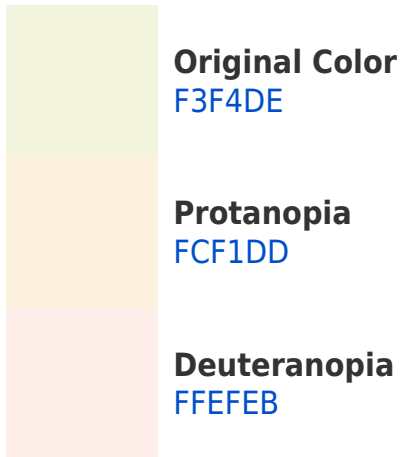 Original Color
F3F4DE
Protanopia
FCF1DD
Deuteranopia
FFEFEB